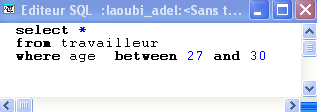 Editeur SQL :laoubi_adel:<Sans t...
select *
from travailleur
where age  between 27 and 30